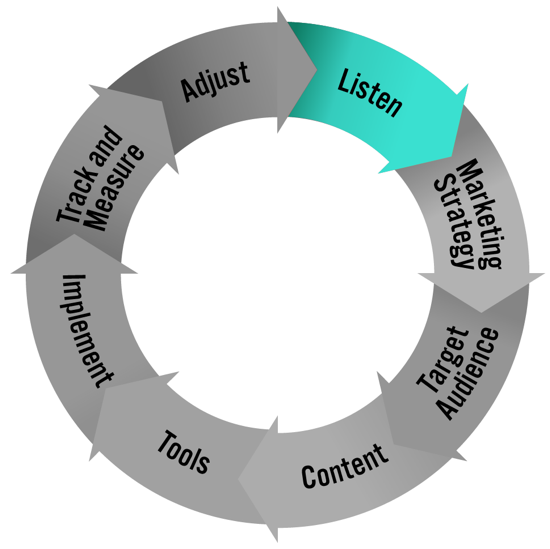 Listen
Marketing
Strategy
Target
Audience
Content
Tools
Implement
Track and
Measure
Adjust